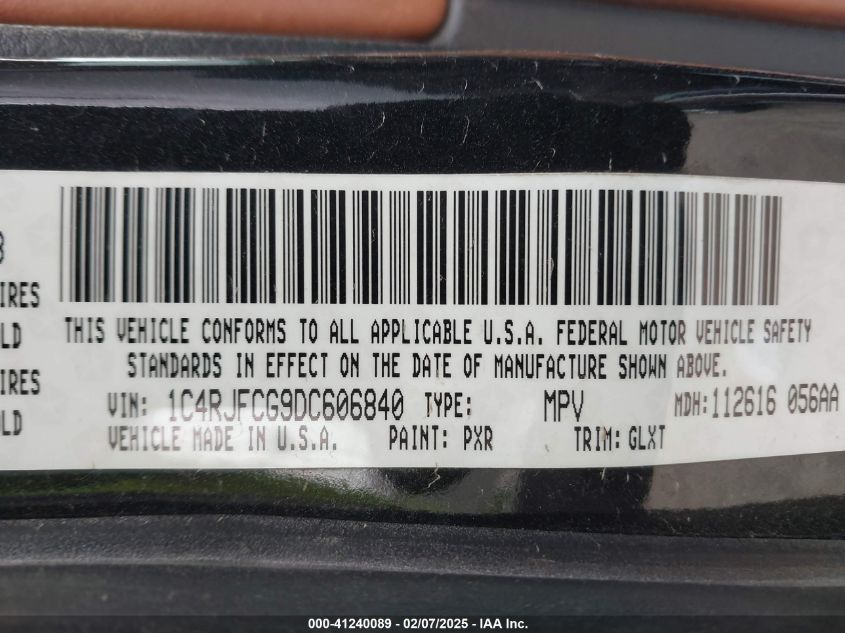 8
IRES
LD
IRES
LD
THIS VEHICLE CONFORMS TO ALL APPLICABLE U.S.A. FEDERAL MOTOR VEHICLE SAFETY
STANDARDS IN EFFECT ON THE DATE OF MANUFACTURE SHOWN ABOVE.
VIN: 1C4RJFCG9DC606840 TYPE: MPV MDH:112616 056AA
VEHICLE MADE IN U.S.A. PAINT: PXR TRIM: GLXT
000-41240089 - 02/07/2025 - IAA Inc.